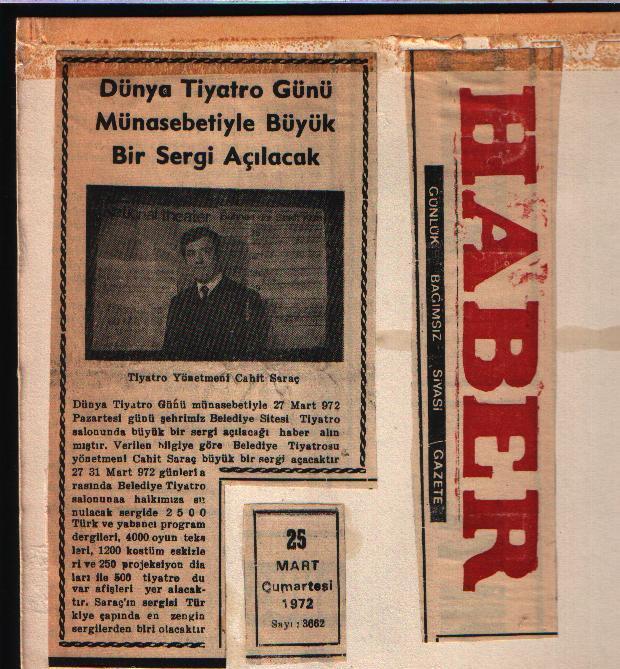 Dünya Tiyatro Günü
Münasebetiyle Büyük
Bir Sergi Açılacak
national theater
Tiyatro Yönetmeni Cahit Saraç
Dünya Tiyatro Günü münasebetiyle 27 Mart 972
Pazartesi günü şehrimiz Belediye Sitesi Tiyatro
salonunda büyük bir sergi açılacağı haber alın
mıştır. Verilen bilgiye göre Belediye Tiyatrosu
yönetmeni Cahit Saraç büyük bir sergi açacaktır
27 31 Mart 972 günleri a
rasında Belediye Tiyatro
salonunaa halkımıza su
nulacak sergide 2 5 0 0
Türk ve yabancı program
dergileri, 4000 oyun teks
leri, 1200 kostüm eskizle
ri ve 250 projeksiyon dia
ları ile 500 tiyatro du
var afişleri yer alacak-
tır. Saraç'ın sergisi Tür
kiye çapında en zengin
sergilerden biri olacaktır
25
MART
Cumartesi
1972
Sayı : 3662
HABER
GÜNLÜK BAĞIMSIZ SİYASİ GAZETE